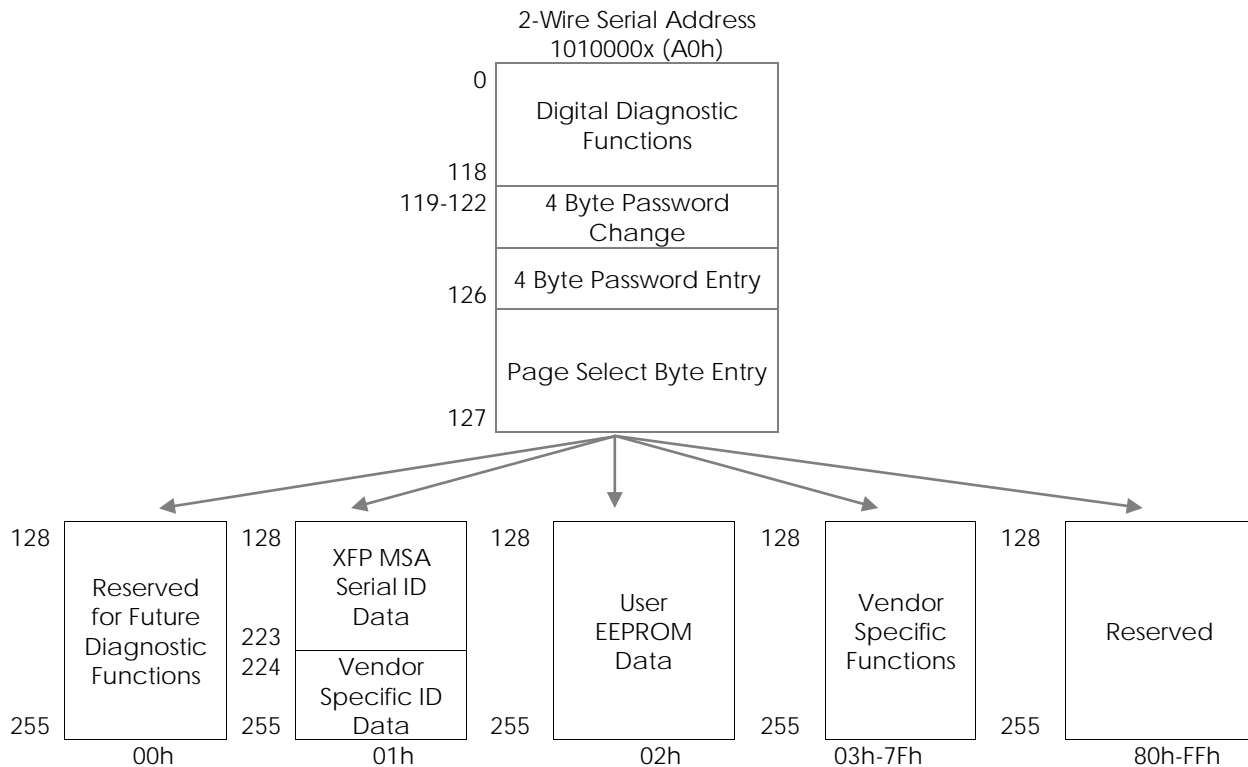 2-Wire Serial Address
1010000x (A0h)
0
Digital Diagnostic
Functions
118
119-122
4 Byte Password
Change
4 Byte Password Entry
126
Page Select Byte Entry
127
128
Reserved
for Future
Diagnostic
Functions
255
00h
128
XFP MSA
Serial ID
Data
223
224
Vendor
Specific ID
Data
255
01h
128
User
EEPROM
Data
255
02h
128
Vendor
Specific
Functions
255
03h-7Fh
128
Reserved
255
80h-FFh